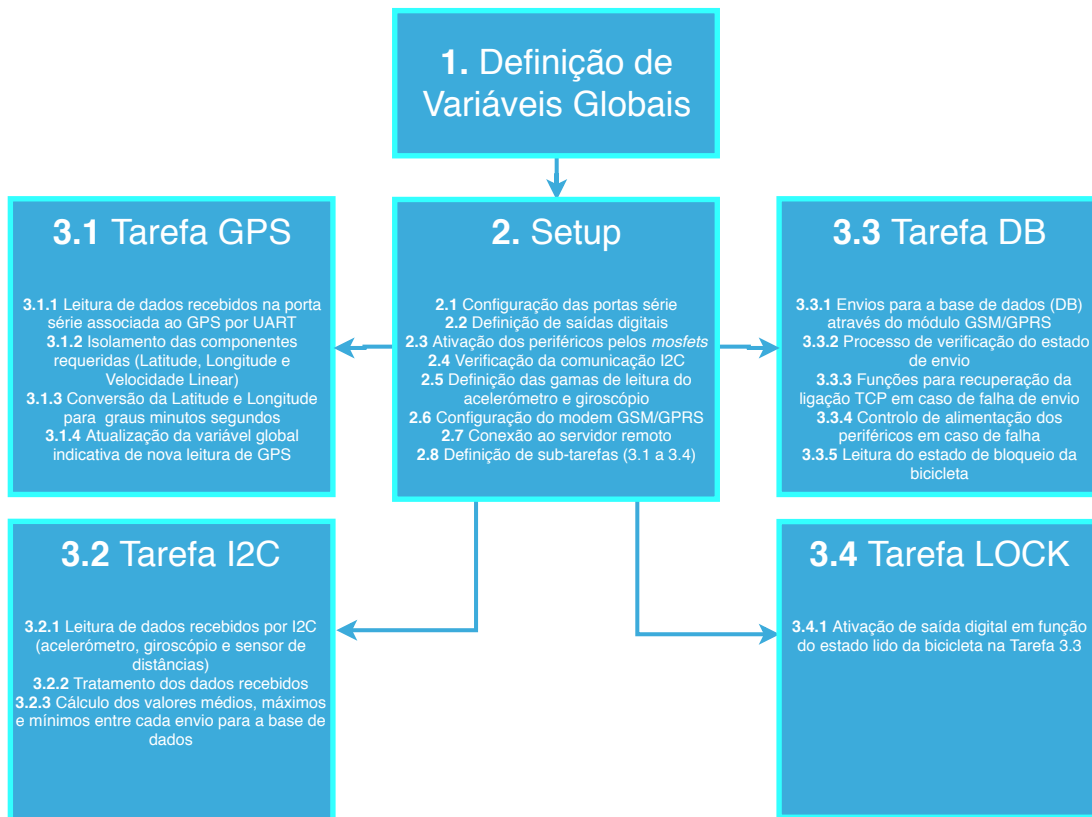 1. Definição de
Variáveis Globais
3.1 Tarefa GPS
3.1.1 Leitura de dados recebidos na porta
série associada ao GPS por UART
3.1.2 Isolamento das componentes
requeridas (Latitude, Longitude e
Velocidade Linear)
3.1.3 Conversão da Latitude e Longitude
para graus minutos segundos
3.1.4 Atualização da variável global
indicativa de nova leitura de GPS
2. Setup
2.1 Configuração das portas série
2.2 Definição de saídas digitais
2.3 Ativação dos periféricos pelos mosfets
2.4 Verificação da comunicação I2C
2.5 Definição das gamas de leitura do
acelerómetro e giroscópio
2.6 Configuração do modem GSM/GPRS
2.7 Conexão ao servidor remoto
2.8 Definição de sub-tarefas (3.1 a 3.4)
3.3 Tarefa DB
3.3.1 Envios para a base de dados (DB)
através do módulo GSM/GPRS
3.3.2 Processo de verificação do estado
de envio
3.3.3 Funções para recuperação da
ligação TCP em caso de falha de envio
3.3.4 Controlo de alimentação dos
periféricos em caso de falha
3.3.5 Leitura do estado de bloqueio da
bicicleta
3.2 Tarefa I2C
3.2.1 Leitura de dados recebidos por I2C
(acelerómetro, giroscópio e sensor de
distâncias)
3.2.2 Tratamento dos dados recebidos
3.2.3 Cálculo dos valores médios, máximos
e mínimos entre cada envio para a base de
dados
3.4 Tarefa LOCK
3.4.1 Ativação de saída digital em função
do estado lido da bicicleta na Tarefa 3.3